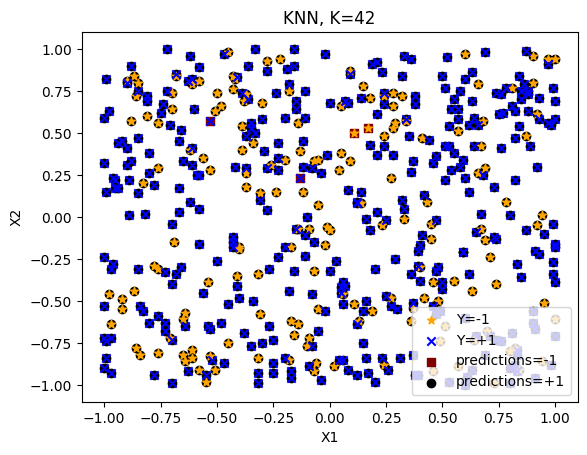 KNN, K=42
X2
1.00
0.75
0.50
0.25
0.00
−0.25
−0.50
−0.75
−1.00
Y=-1
Y=+1
predictions=-1
predictions=+1
−1.00 −0.75 −0.50 −0.25 0.00 0.25 0.50 0.75 1.00
X1